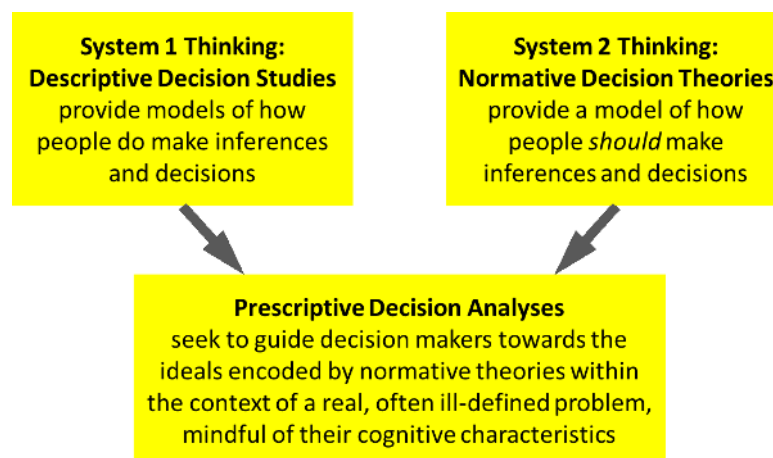 System 1 Thinking:
Descriptive Decision Studies
provide models of how
people do make inferences
and decisions
System 2 Thinking:
Normative Decision Theories
provide a model of how
people should make
inferences and decisions
Prescriptive Decision Analyses
seek to guide decision makers towards the
ideals encoded by normative theories within
the context of a real, often ill-defined problem,
mindful of their cognitive characteristics